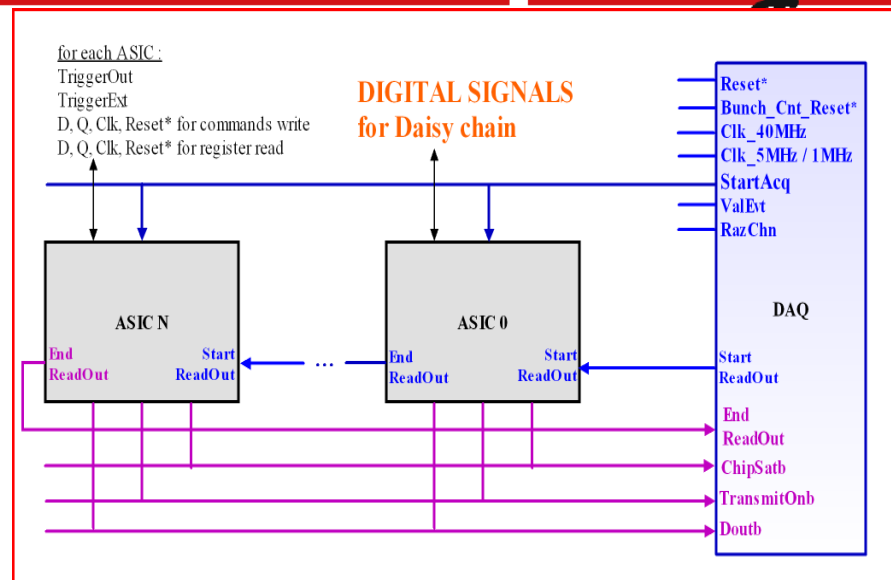 for each ASIC :
TriggerOut
TriggerExt
D, Q, Clk, Reset* for commands write
D, Q, Clk, Reset* for register read
DIGITAL SIGNALS
for Daisy chain
Reset*
Bunch_Cnt_Reset*
Clk_40MHz
Clk_5MHz / 1MHz
StartAcq
ValEvt
RazChn
ASIC N
End
ReadOut
Start
ReadOut
...
ASIC 0
End
ReadOut
Start
ReadOut
DAQ
Start
ReadOut
End
ReadOut
ChipSatb
TransmitOnb
Doutb